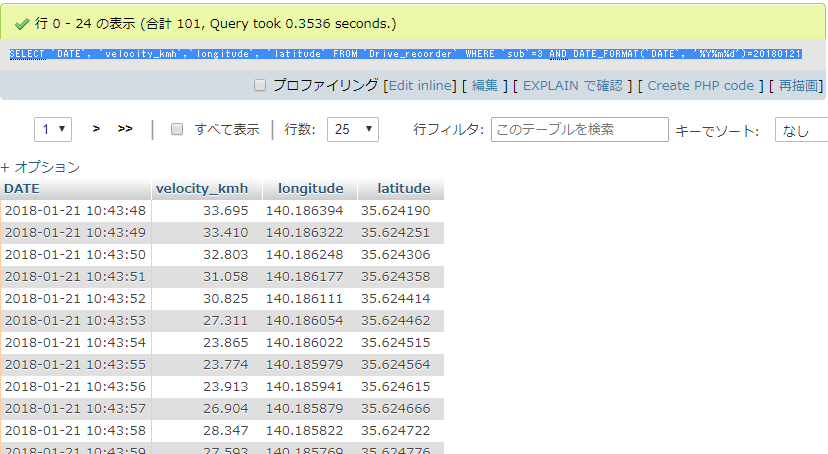 行 0 - 24 の表示 (合計 101, Query took 0.3536 seconds.)
SELECT `DATE`, `velocity_kmh`,`longitude`, `latitude` FROM `Drive_recorder` WHERE `sub`=3 AND DATE_FORMAT(`DATE`, '%Y%m%d')=20180121
プロファイリング [Edit inline] [ 編集 ] [ EXPLAIN で確認 ] [ Create PHP code ] [ 再描画]
1 > >> | すべて表示 | 行数: 25 行フィルタ: このテーブルを検索 キーでソート: なし
+ オプション
DATE velocity_kmh longitude latitude
2018-01-21 10:43:48 33.695 140.186394 35.624190
2018-01-21 10:43:49 33.410 140.186322 35.624251
2018-01-21 10:43:50 32.803 140.186248 35.624306
2018-01-21 10:43:51 31.058 140.186177 35.624358
2018-01-21 10:43:52 30.825 140.186111 35.624414
2018-01-21 10:43:53 27.311 140.186054 35.624462
2018-01-21 10:43:54 23.865 140.186022 35.624515
2018-01-21 10:43:55 23.774 140.185979 35.624564
2018-01-21 10:43:56 23.913 140.185941 35.624615
2018-01-21 10:43:57 26.904 140.185879 35.624666
2018-01-21 10:43:58 28.347 140.185822 35.624722
2018-01-21 10:43:59 27.593 140.185769 35.624776